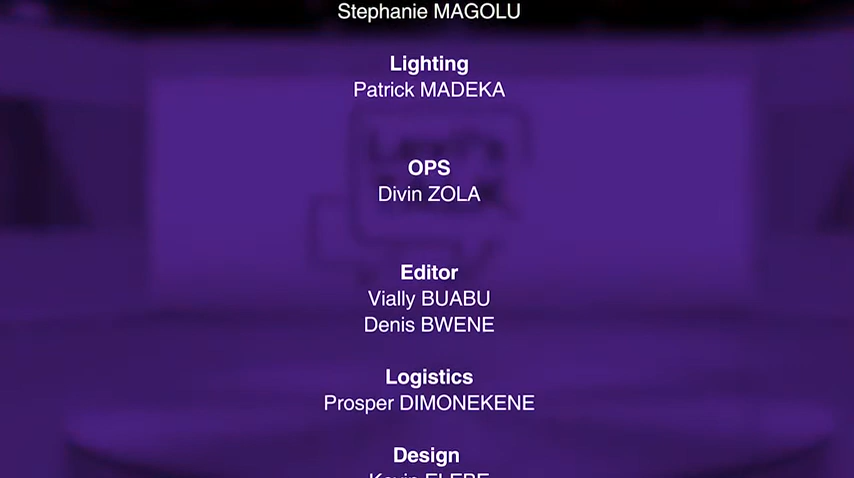 Stephanie MAGOLU
Lighting
Patrick MADEKA
OPS
Divin ZOLA
Editor
Vially BUABU
Denis BWENE
Logistics
Prosper DIMONEKENE
Design